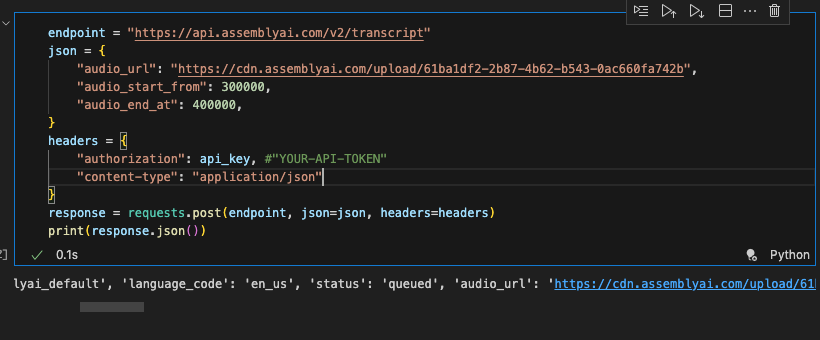 endpoint = "https://api.assemblyai.com/v2/transcript"
json = {
    "audio_url": "https://cdn.assemblyai.com/upload/61ba1df2-2b87-4b62-b543-0ac660fa742b",
    "audio_start_from": 300000,
    "audio_end_at": 400000,
}
headers = {
    "authorization": api_key, #"YOUR-API-TOKEN"
    "content-type": "application/json"
}
response = requests.post(endpoint, json=json, headers=headers)
print(response.json())
2] 0.1s Python
lyai_default', 'language_code': 'en_us', 'status': 'queued', 'audio_url': 'https://cdn.assemblyai.com/upload/61